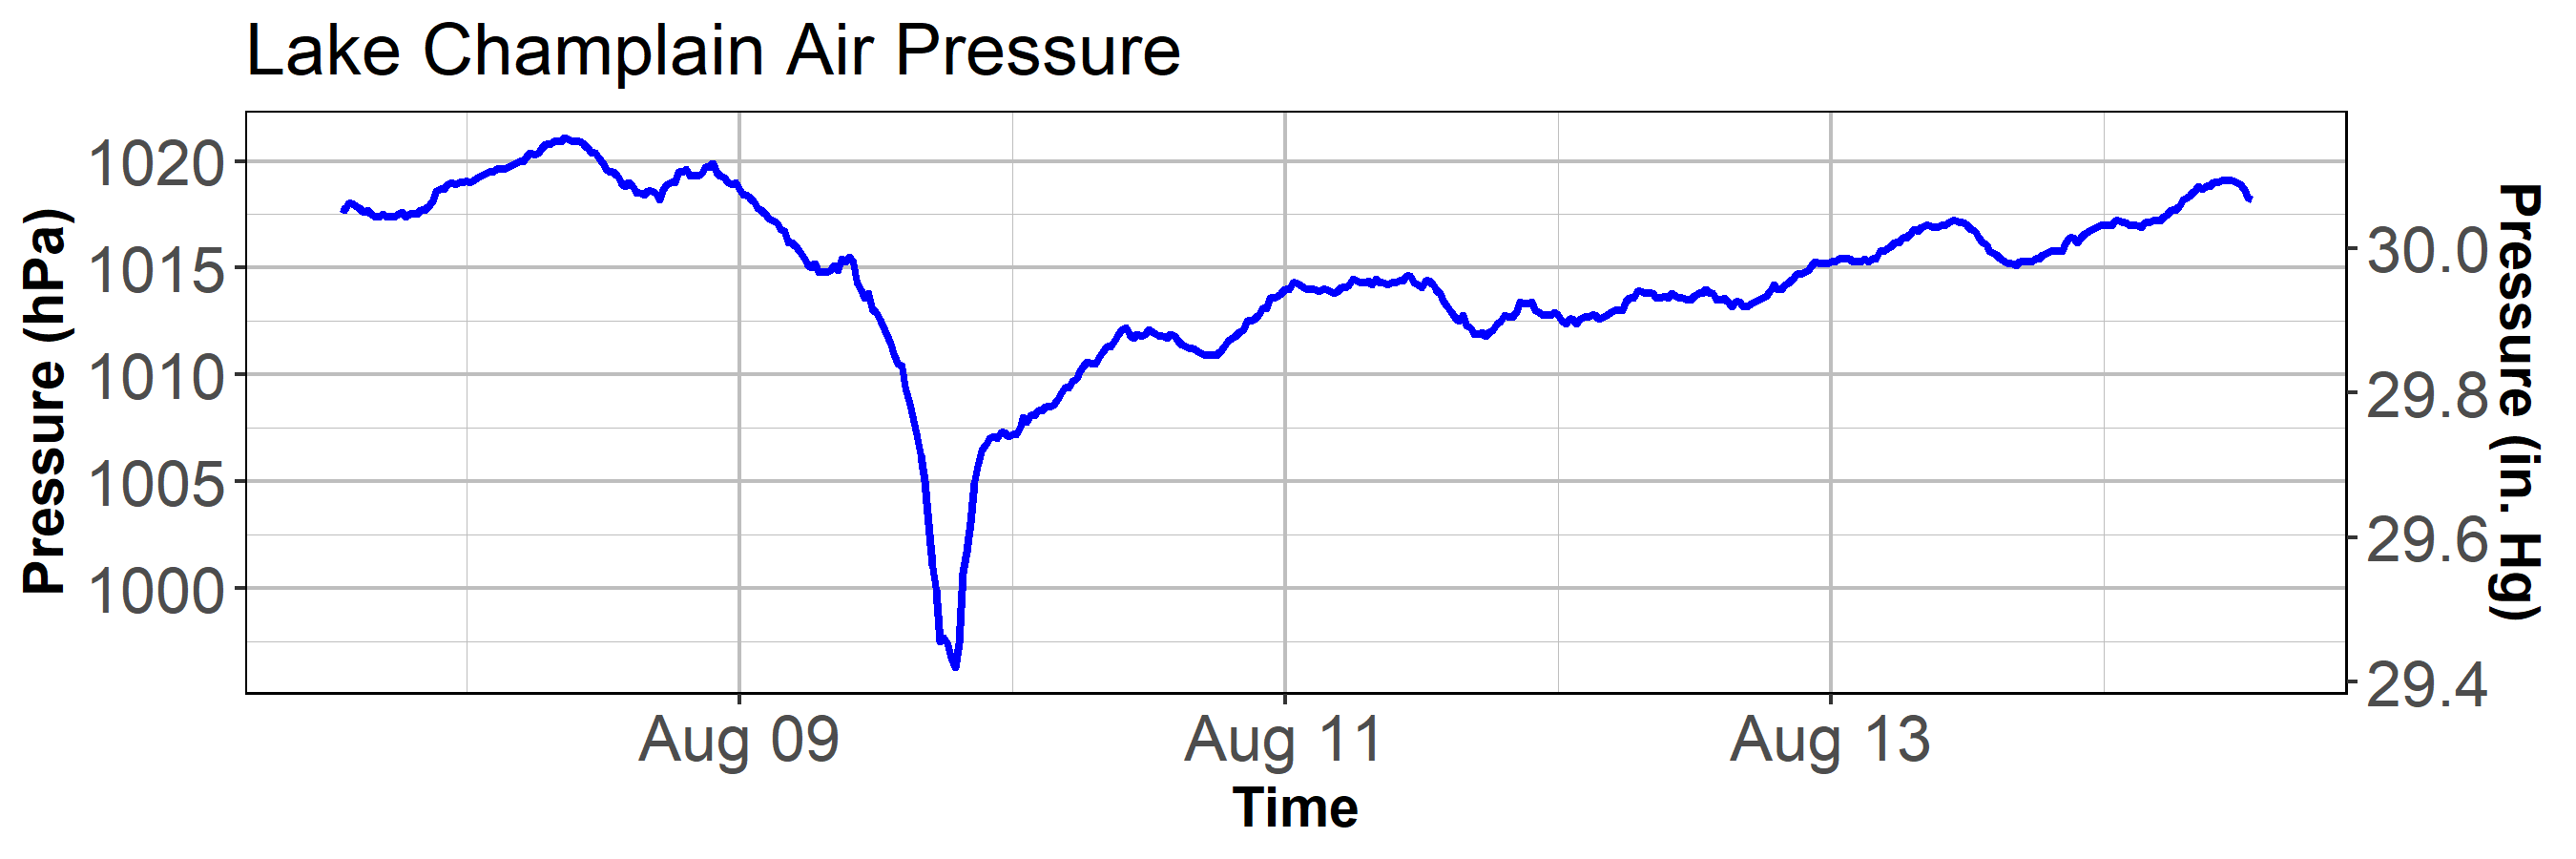 Lake Champlain Air Pressure
Pressure (hPa)
1020
1015
1010
1005
1000
30.0
29.8
29.6
29.4
Pressure (in. Hg)
Aug 09
Aug 11
Aug 13
Time